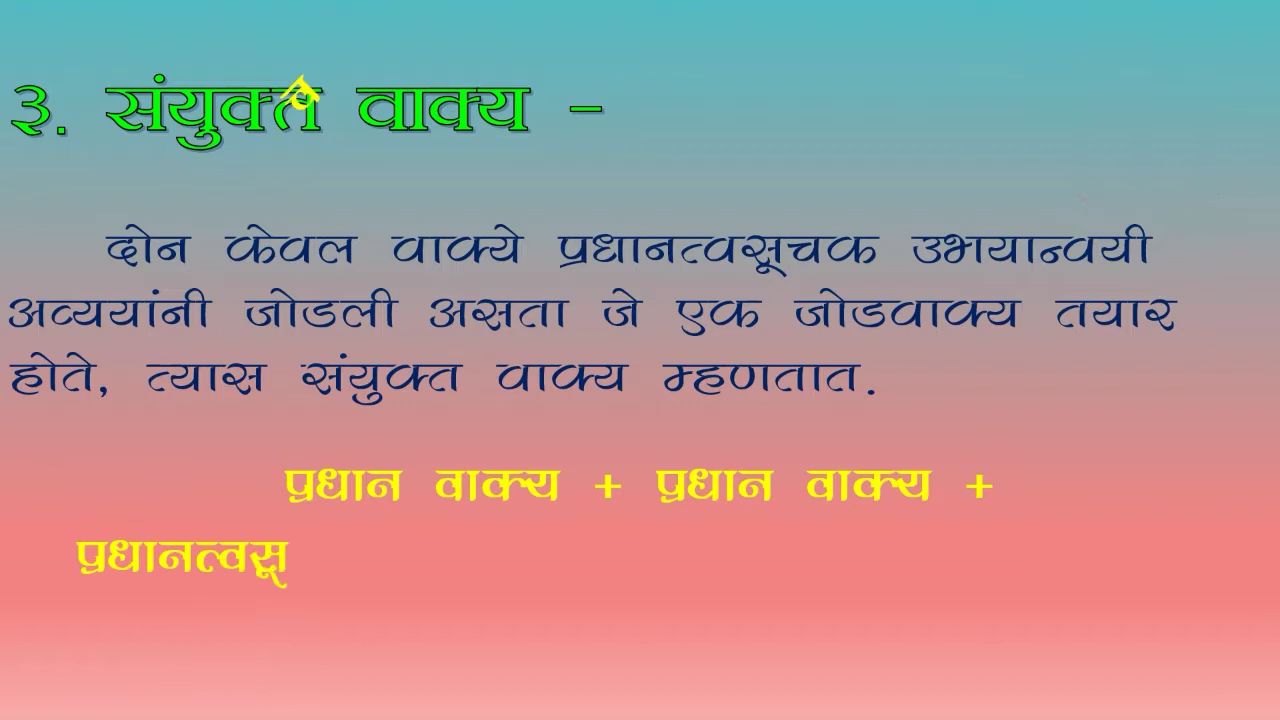 ३. संयुक्त वाक्य -
दोन केवल वाक्ये प्रधानत्वसूचक उभयान्वयी
अव्ययांनी जोडली असता जे एक जोडवाक्य तयार
होते, त्यास संयुक्त वाक्य म्हणतात.
प्रधान वाक्य + प्रधान वाक्य +
प्रधानत्वसू